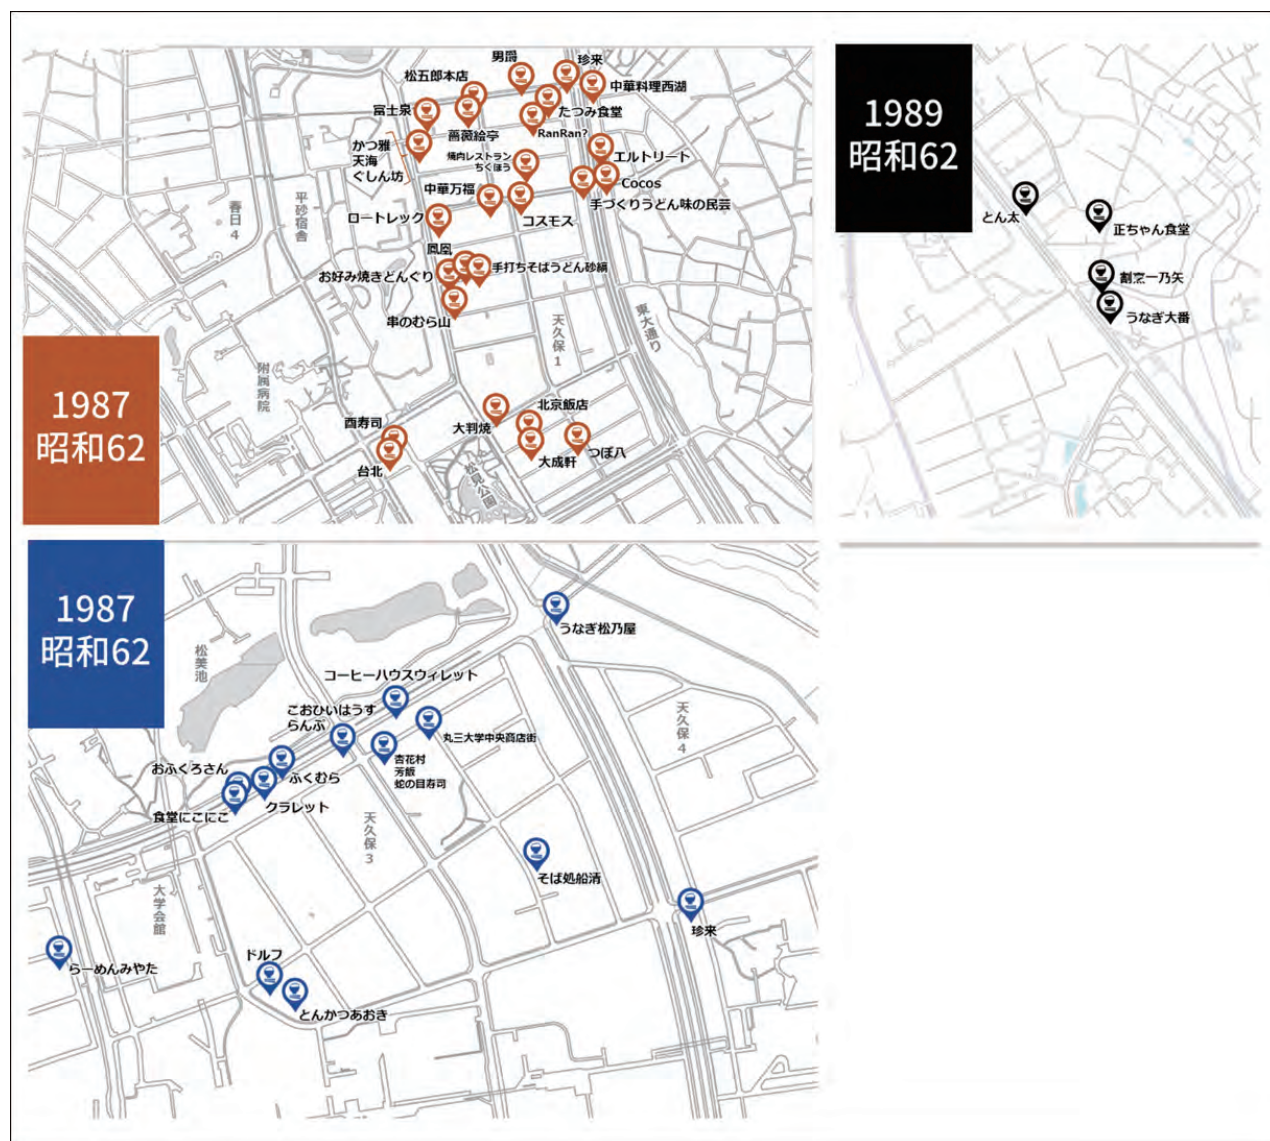 1987
昭和62
男爵
珍来
松五郎本店
中華料理西湖
富士泉
たつみ食堂
薔薇絵亭
RanRan?
かつ雅
天海
ぐしん坊
焼肉レストラン
ちくほう
エルトリート
中華万福
Cocos
手づくりうどん味の民芸
春日4
平砂宿舎
ロートレック
コスモス
鳳凰
お好み焼きどんぐり
手打ちそばうどん砂絹
串のむら山
天久保1
東大通り
附属病院
酉寿司
大判焼
北京飯店
台北
大成軒
つぼ八
松見公園
1989
昭和62
とん太
正ちゃん食堂
割烹一乃矢
うなぎ大番
1987
昭和62
うなぎ松乃屋
松美池
コーヒーハウスウィレット
こおひいはうす
らんぶ
丸三大学中央商店街
天久保4
おふくろさん
ふくむら
杏花村
芳飯
蛇の目寿司
食堂にこにこ
クラレット
天久保3
そば処船清
大学会館
珍来
らーめんみやた
ドルフ
とんかつあおき